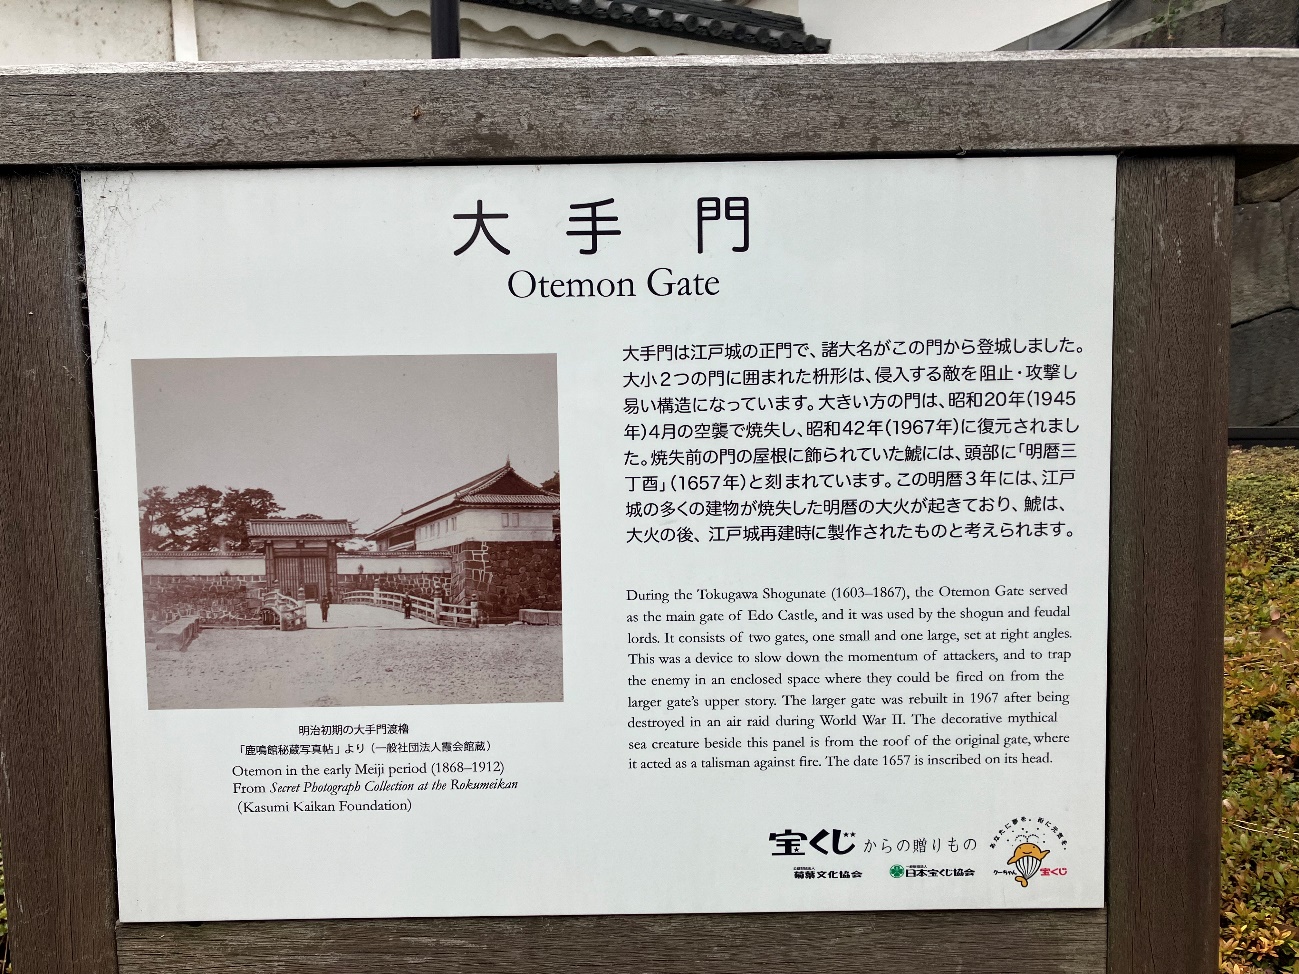 大手門
Otemon Gate
大手門は江戸城の正門で、諸大名がこの門から登城しました。
大小２つの門に囲まれた枡形は、侵入する敵を阻止・攻撃し
易い構造になっています。大きい方の門は、昭和20年(1945
年)4月の空襲で焼失し、昭和42年(1967年)に復元されまし
た。焼失前の門の屋根に飾られていた鯱には、頭部に「明暦三
丁酉」(1657年)と刻まれています。この明暦３年には、江戸
城の多くの建物が焼失した明暦の大火が起きており、鯱は、
大火の後、江戸城再建時に製作されたものと考えられます。
During the Tokugawa Shogunate (1603–1867), the Otemon Gate served
as the main gate of Edo Castle, and it was used by the shogun and feudal
lords. It consists of two gates, one small and one large, set at right angles.
This was a device to slow down the momentum of attackers, and to trap
the enemy in an enclosed space where they could be fired on from the
larger gate's upper story. The larger gate was rebuilt in 1967 after being
destroyed in an air raid during World War II. The decorative mythical
sea creature beside this panel is from the roof of the original gate, where
it acted as a talisman against fire. The date 1657 is inscribed on its head.
明治初期の大手門渡櫓
「鹿鳴館秘蔵写真帖」より（一般社団法人霞会館蔵）
Otemon in the early Meiji period (1868–1912)
From Secret Photograph Collection at the Rokumeikan
（Kasumi Kaikan Foundation）
宝くじからの贈りもの
菊葉文化協会
日本宝くじ協会
クーちゃん 宝くじ